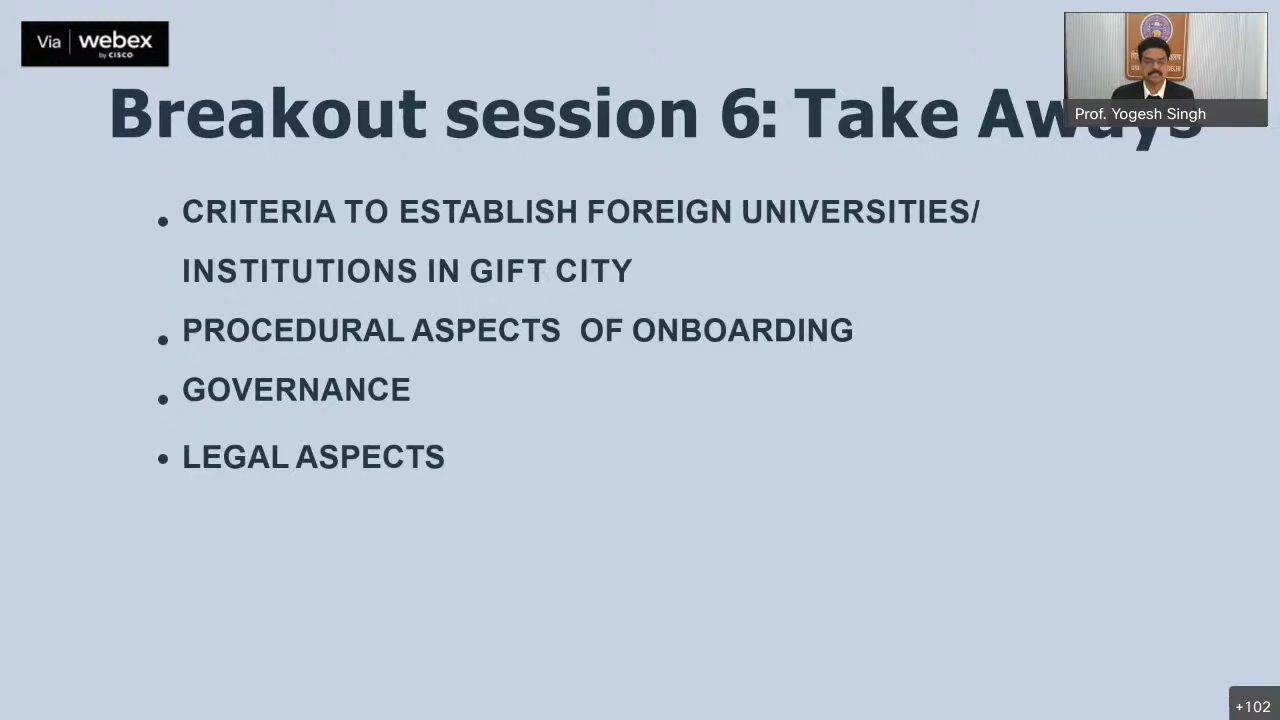 Via webex
by CISCO
Prof. Yogesh Singh
Breakout session 6: Take Aways
• CRITERIA TO ESTABLISH FOREIGN UNIVERSITIES/
INSTITUTIONS IN GIFT CITY
• PROCEDURAL ASPECTS OF ONBOARDING
• GOVERNANCE
• LEGAL ASPECTS
+102